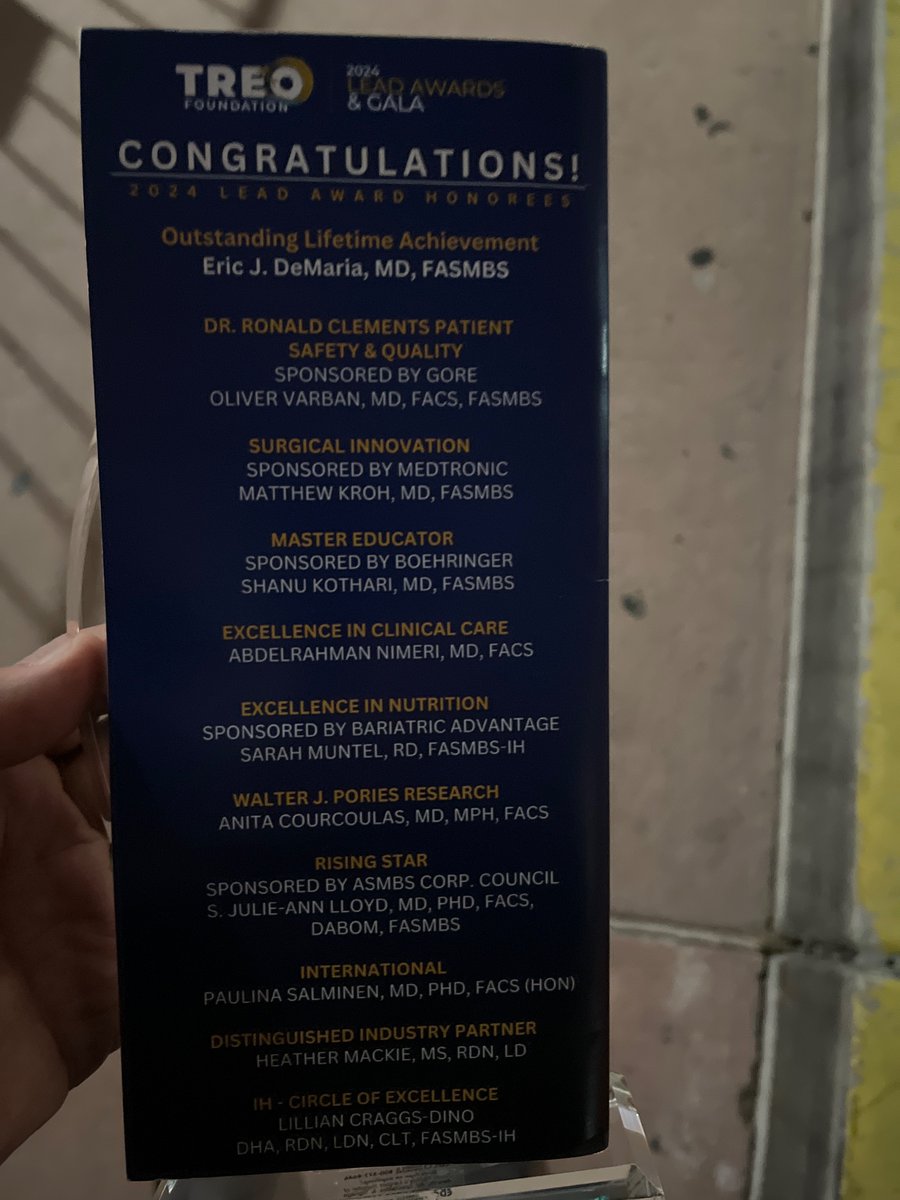 TREO
FOUNDATION
2024
LEAD AWARDS
& GALA
CONGRATULATIONS!
2024 LEAD AWARD HONOREES
Outstanding Lifetime Achievement
Eric J. DeMaria, MD, FASMBS
DR. RONALD CLEMENTS PATIENT
SAFETY & QUALITY
SPONSORED BY GORE
OLIVER VARBAN, MD, FACS, FASMBS
SURGICAL INNOVATION
SPONSORED BY MEDTRONIC
MATTHEW KROH, MD, FASMBS
MASTER EDUCATOR
SPONSORED BY BOEHRINGER
SHANU KOTHARI, MD, FASMBS
EXCELLENCE IN CLINICAL CARE
ABDELRAHMAN NIMERI, MD, FACS
EXCELLENCE IN NUTRITION
SPONSORED BY BARIATRIC ADVANTAGE
SARAH MUNTEL, RD, FASMBS-IH
WALTER J. PORIES RESEARCH
ANITA COURCOULAS, MD, MPH, FACS
RISING STAR
SPONSORED BY ASMBS CORP. COUNCIL
S. JULIE-ANN LLOYD, MD, PHD, FACS,
DABOM, FASMBS
INTERNATIONAL
PAULINA SALMINEN, MD, PHD, FACS (HON)
DISTINGUISHED INDUSTRY PARTNER
HEATHER MACKIE, MS, RDN, LD
IH - CIRCLE OF EXCELLENCE
LILLIAN CRAGGS-DINO
DHA, RDN, LDN, CLT, FASMBS-IH